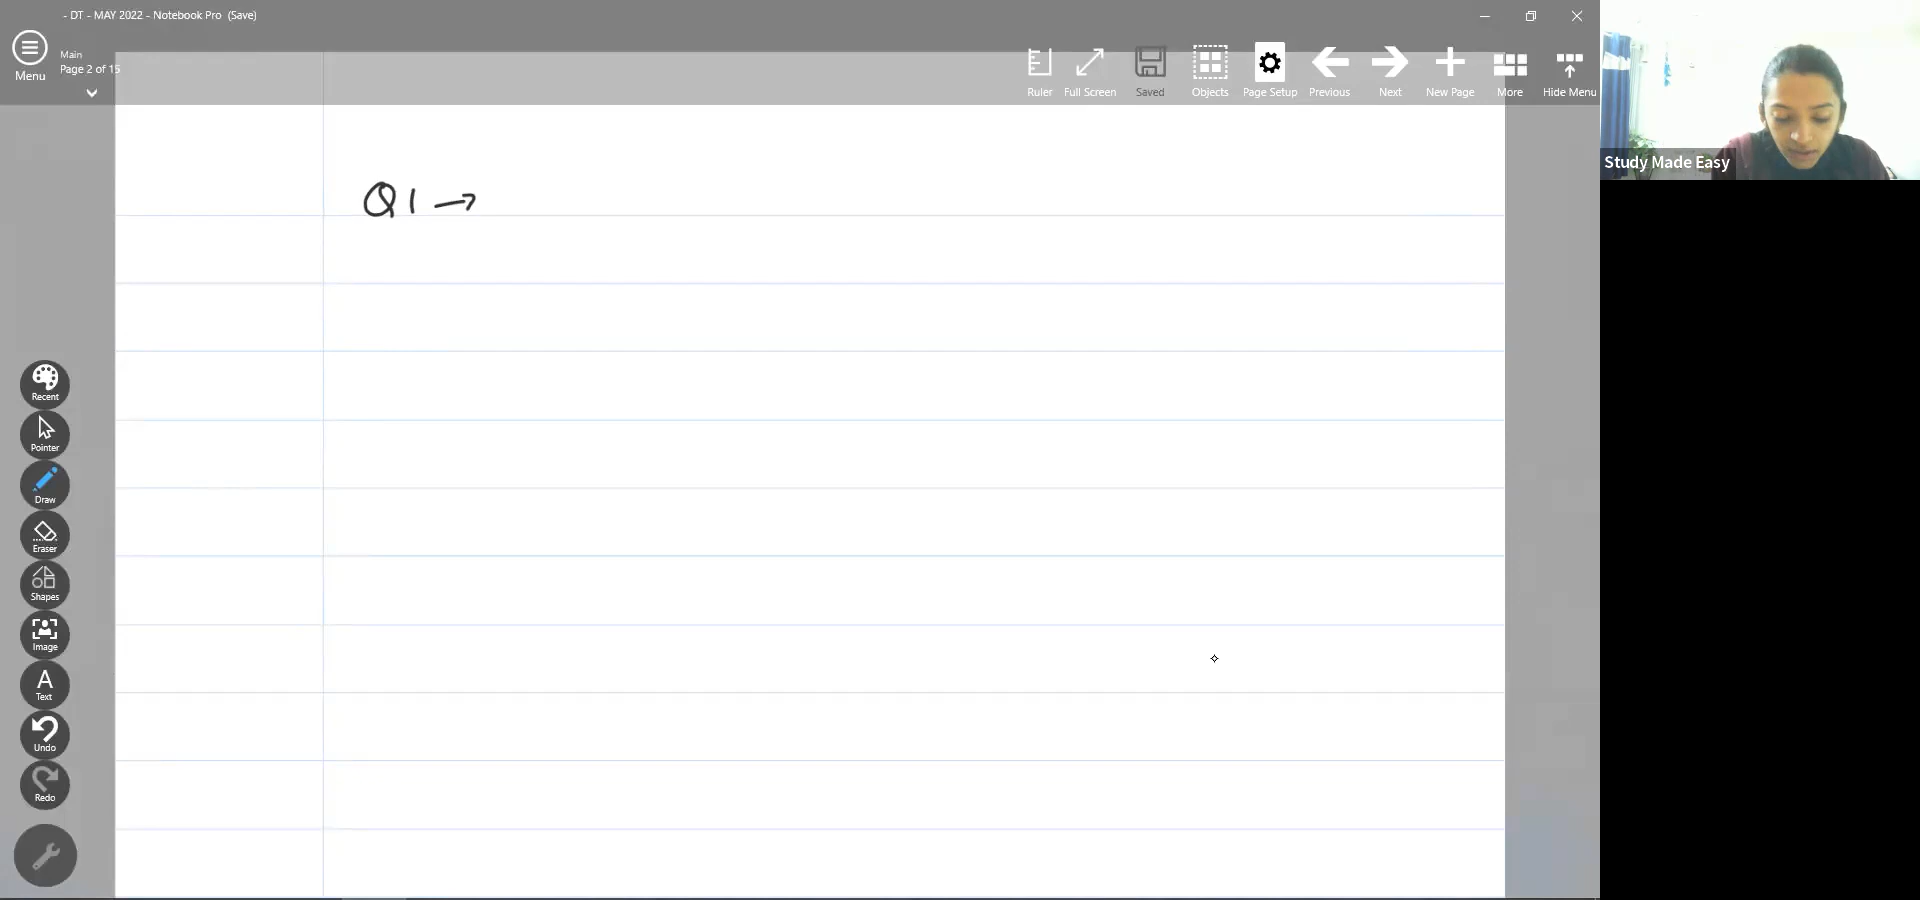 - DT - MAY 2022 - Notebook Pro (Save)
Menu
Main
Page 2 of 15
Ruler
Full Screen
Saved
Objects
Page Setup
Previous
Next
New Page
More
Hide Menu
Study Made Easy
Q1 →
Recent
Pointer
Draw
Eraser
Shapes
Image
A
Text
Undo
Redo